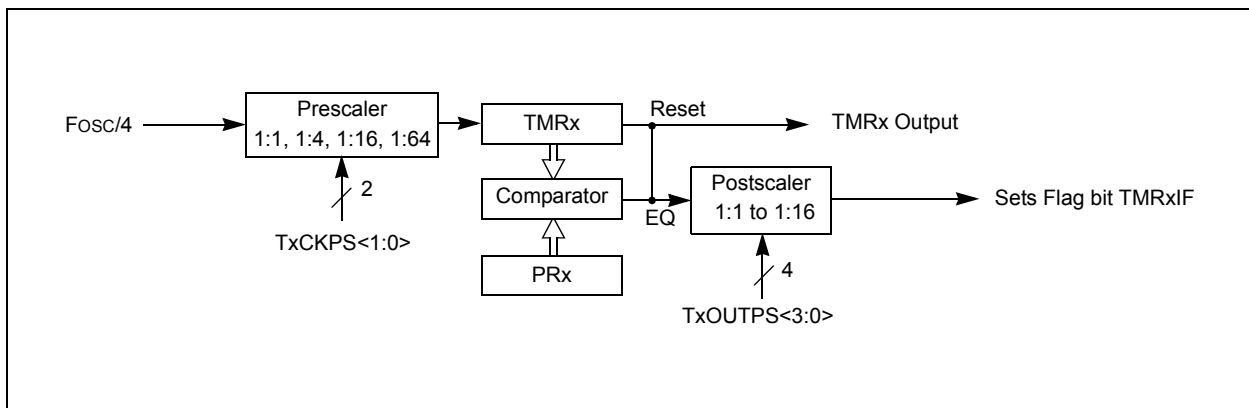 Fosc/4
Prescaler
1:1, 1:4, 1:16, 1:64
2
TxCKPS<1:0>
TMRx
Comparator
PRx
Reset
EQ
TMRx Output
Postscaler
1:1 to 1:16
4
TxOUTPS<3:0>
Sets Flag bit TMRxIF